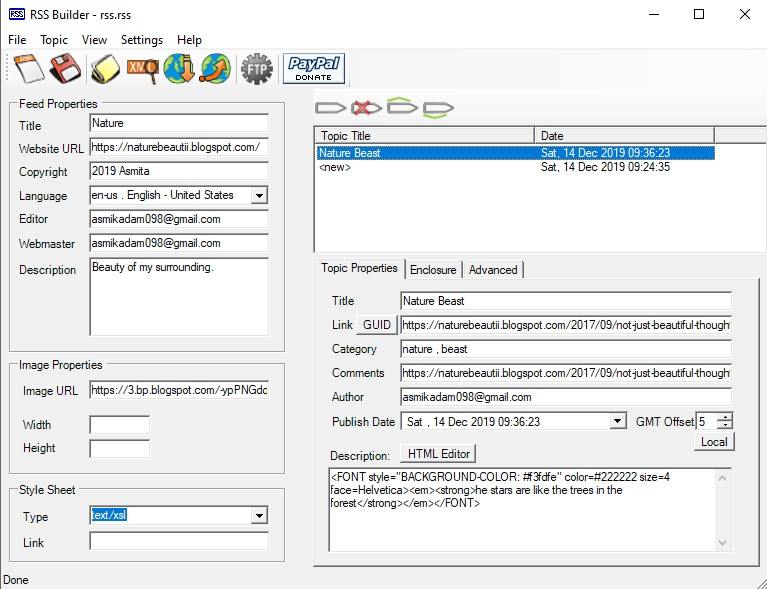 RSS RSS Builder - rss.rss
File Topic View Settings Help
XML FTP PayPal
DONATE
Feed Properties
Title Nature
Website URL https://naturebeautii.blogspot.com/
Copyright 2019 Asmita
Language en-us . English - United States
Editor asmikadam098@gmail.com
Webmaster asmikadam098@gmail.com
Description Beauty of my surrounding.
Image Properties
Image URL https://3.bp.blogspot.com/-ypPNGdc
Width
Height
Style Sheet
Type text/xsl
Link
Topic Title Date
Nature Beast Sat, 14 Dec 2019 09:36:23
<new> Sat, 14 Dec 2019 09:24:35
Topic Properties Enclosure Advanced
Title Nature Beast
Link GUID https://naturebeautii.blogspot.com/2017/09/not-just-beautiful-though
Category nature , beast
Comments https://naturebeautii.blogspot.com/2017/09/not-just-beautiful-though
Author asmikadam098@gmail.com
Publish Date Sat , 14 Dec 2019 09:36:23 GMT Offset 5
Local
Description: HTML Editor
<FONT style="BACKGROUND-COLOR: #f3fdfe" color=#222222 size=4
face=Helvetica><em><strong>he stars are like the trees in the
forest</strong></em></FONT>
Done